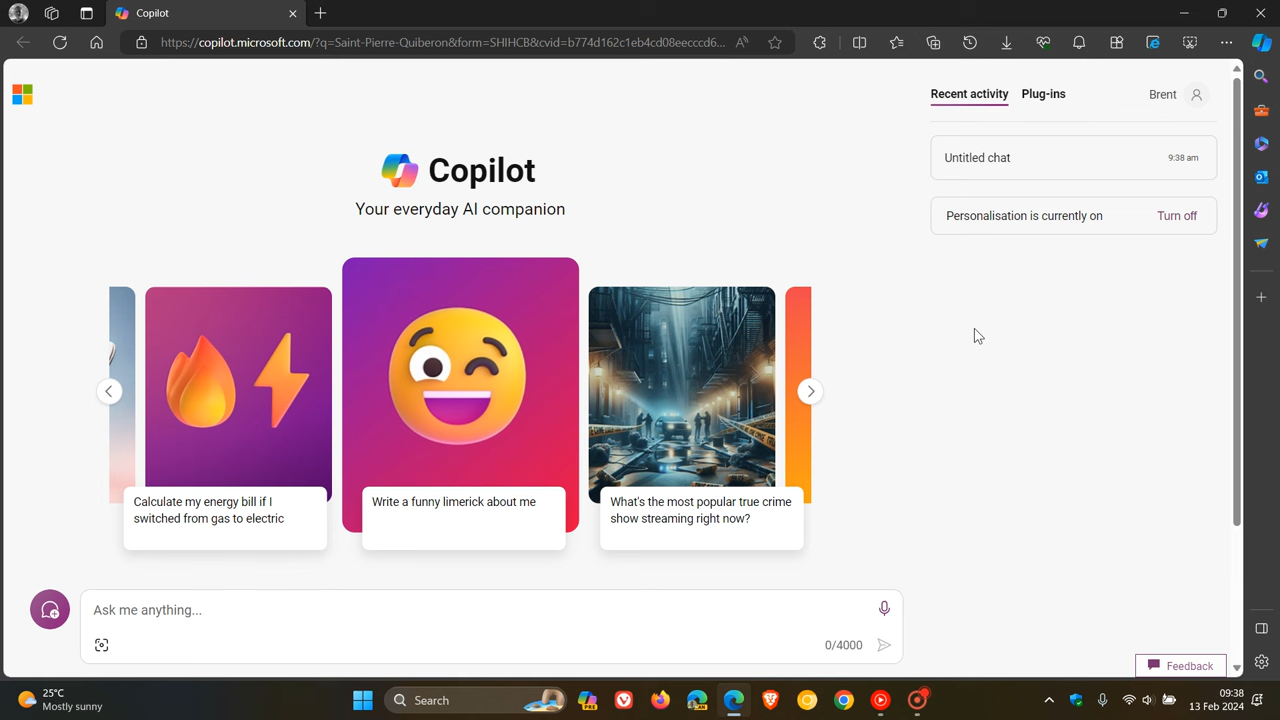 Copilot
https://copilot.microsoft.com/?q=Saint-Pierre-Quiberon&form=SHIHCB&cvid=b774d162c1eb4cd08eecccd6...
Recent activity
Plug-ins
Brent
Untitled chat
9:38 am
Personalisation is currently on
Turn off
Copilot
Your everyday AI companion
Calculate my energy bill if I
switched from gas to electric
Write a funny limerick about me
What's the most popular true crime
show streaming right now?
Ask me anything...
0/4000
Feedback
25°C
Mostly sunny
Search
PRE
09:38
13 Feb 2024